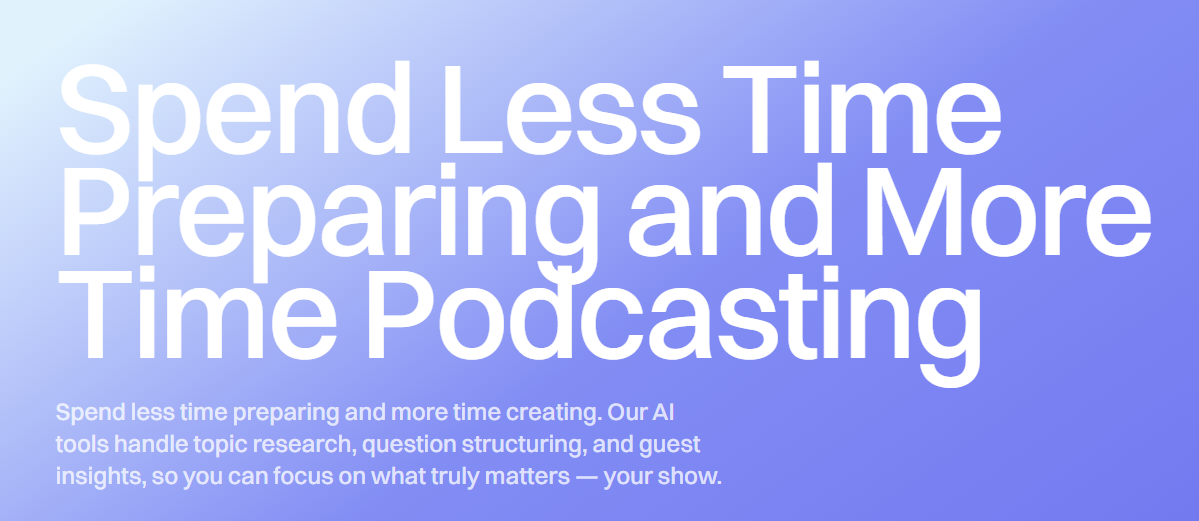 Spend Less Time
Preparing and More
Time Podcasting
Spend less time preparing and more time creating. Our AI
tools handle topic research, question structuring, and guest
insights, so you can focus on what truly matters — your show.